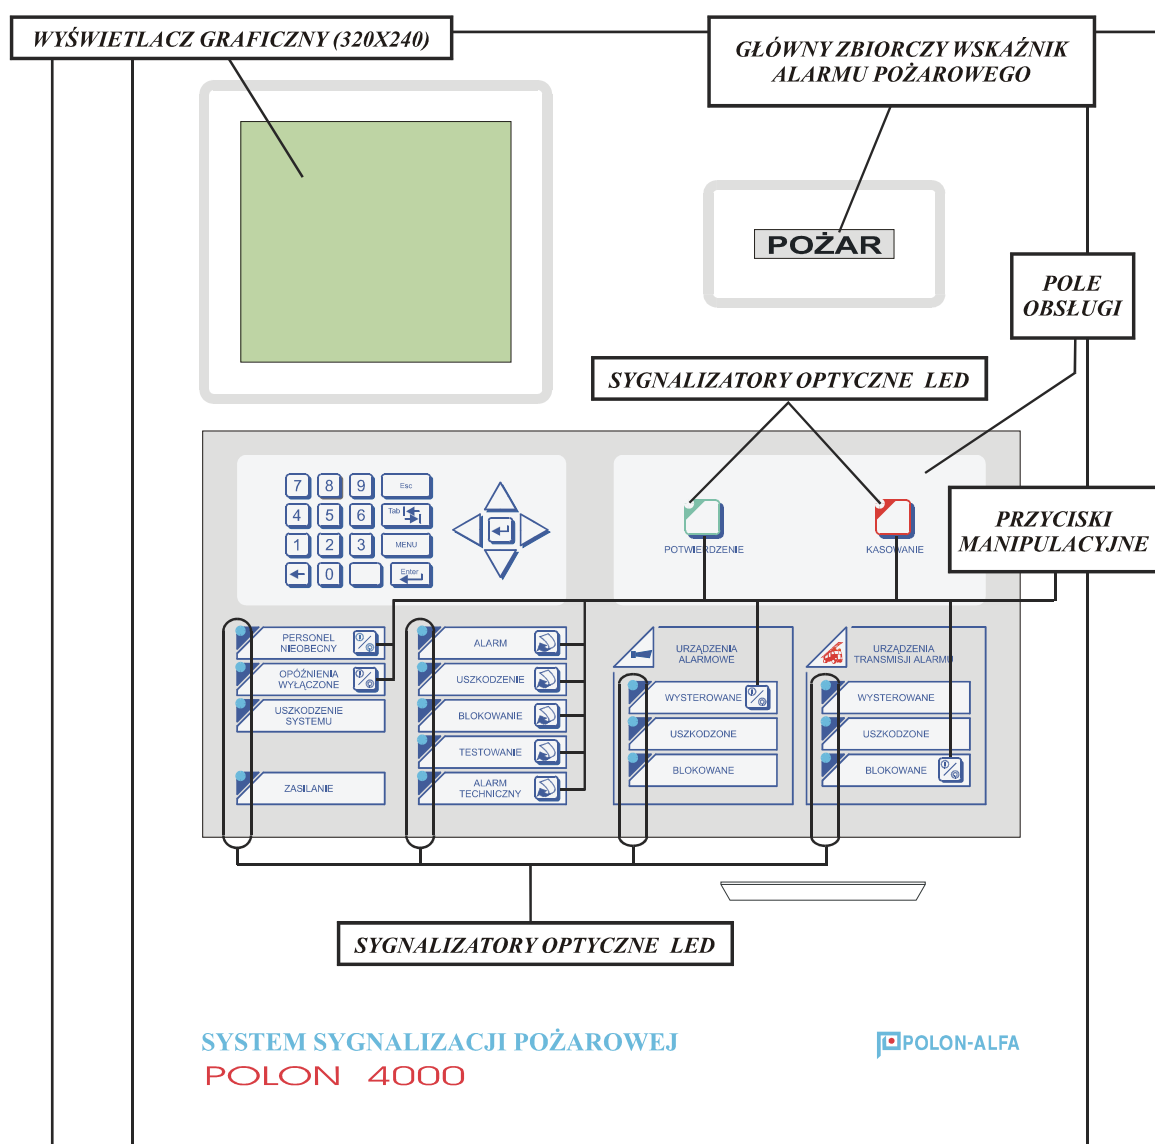 WYŚWIETLACZ GRAFICZNY (320X240)
GŁÓWNY ZBIORCZY WSKAŹNIK
ALARMU POŻAROWEGO
POŻAR
POLE
OBSŁUGI
SYGNALIZATORY OPTYCZNE LED
7 8 9 Esc
4 5 6 Tab
1 2 3 MENU
0 Enter
POTWIERDZENIE
KASOWANIE
PRZYCISKI
MANIPULACYJNE
PERSONEL
NIEOBECNY
OPÓŹNIENIA
WYŁĄCZONE
USZKODZENIE
SYSTEMU
ZASILANIE
ALARM
USZKODZENIE
BLOKOWANIE
TESTOWANIE
ALARM
TECHNICZNY
URZĄDZENIA
ALARMOWE
WYSTEROWANE
USZKODZONE
BLOKOWANE
URZĄDZENIA
TRANSMISJI ALARMU
WYSTEROWANE
USZKODZONE
BLOKOWANE
SYGNALIZATORY OPTYCZNE LED
SYSTEM SYGNALIZACJI POŻAROWEJ
POLON 4000
POLON-ALFA